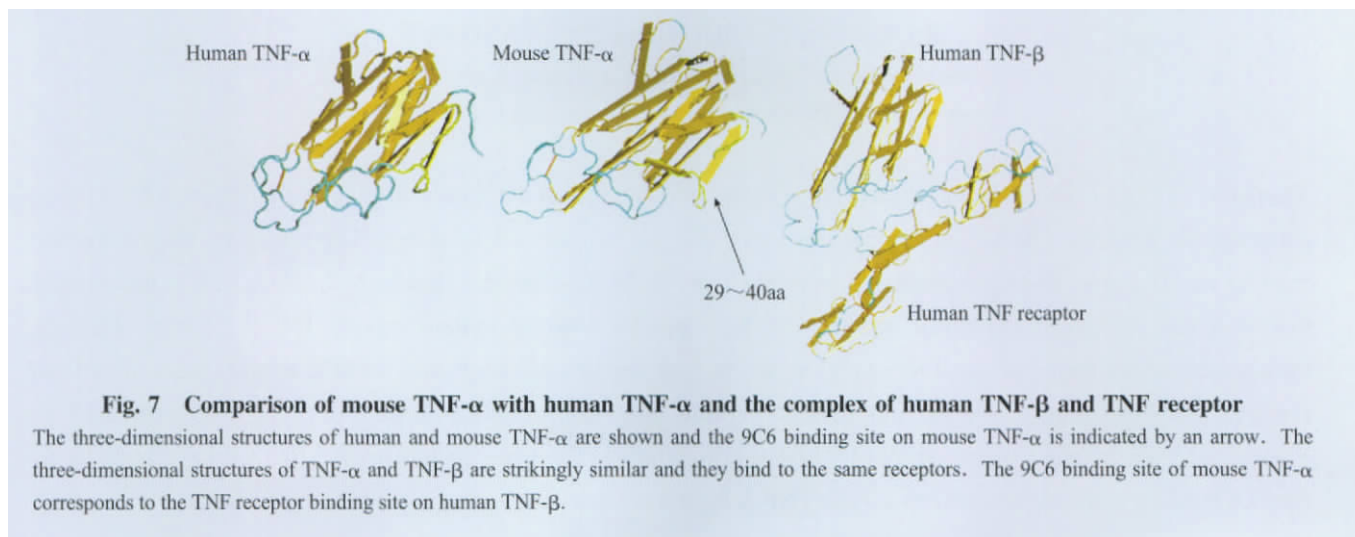 Human TNF-α
Mouse TNF-α
Human TNF-β
29～40aa
Human TNF recaptor
Fig. 7 Comparison of mouse TNF-α with human TNF-α and the complex of human TNF-β and TNF receptor
The three-dimensional structures of human and mouse TNF-α are shown and the 9C6 binding site on mouse TNF-α is indicated by an arrow. The
three-dimensional structures of TNF-α and TNF-β are strikingly similar and they bind to the same receptors. The 9C6 binding site of mouse TNF-α
corresponds to the TNF receptor binding site on human TNF-β.